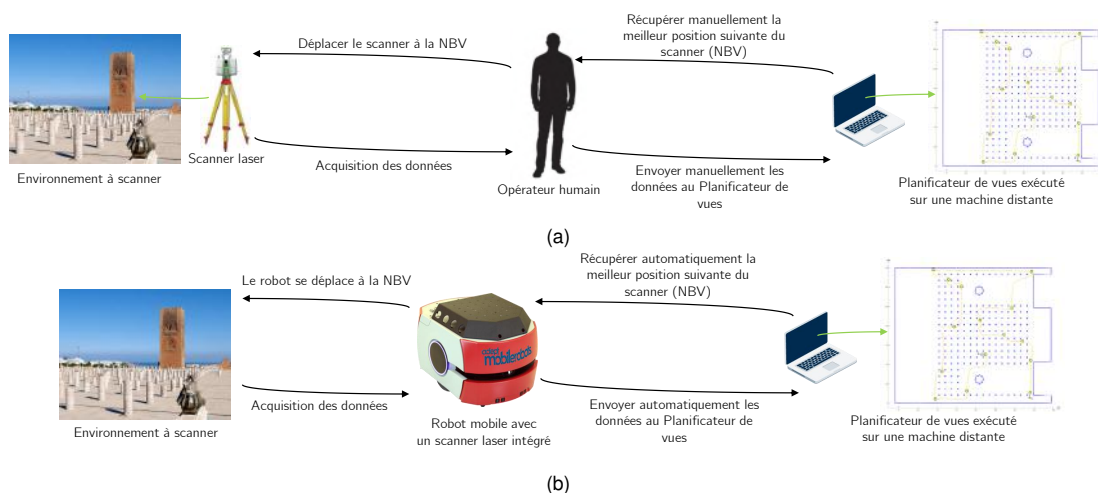 Récupérer manuellement la
meilleur position suivante du
scanner (NBV)
Déplacer le scanner à la NBV
Scanner laser
Acquisition des données
Environnement à scanner
Opérateur humain
Envoyer manuellement les
données au Planificateur de
vues
Planificateur de vues exécuté
sur une machine distante
(a)
Récupérer automatiquement la
meilleur position suivante du
scanner (NBV)
Le robot se déplace à la NBV
adept
mobilerobots
Acquisition des données
Environnement à scanner
Robot mobile avec
un scanner laser intégré
Envoyer automatiquement les
données au Planificateur de
vues
Planificateur de vues exécuté
sur une machine distante
(b)